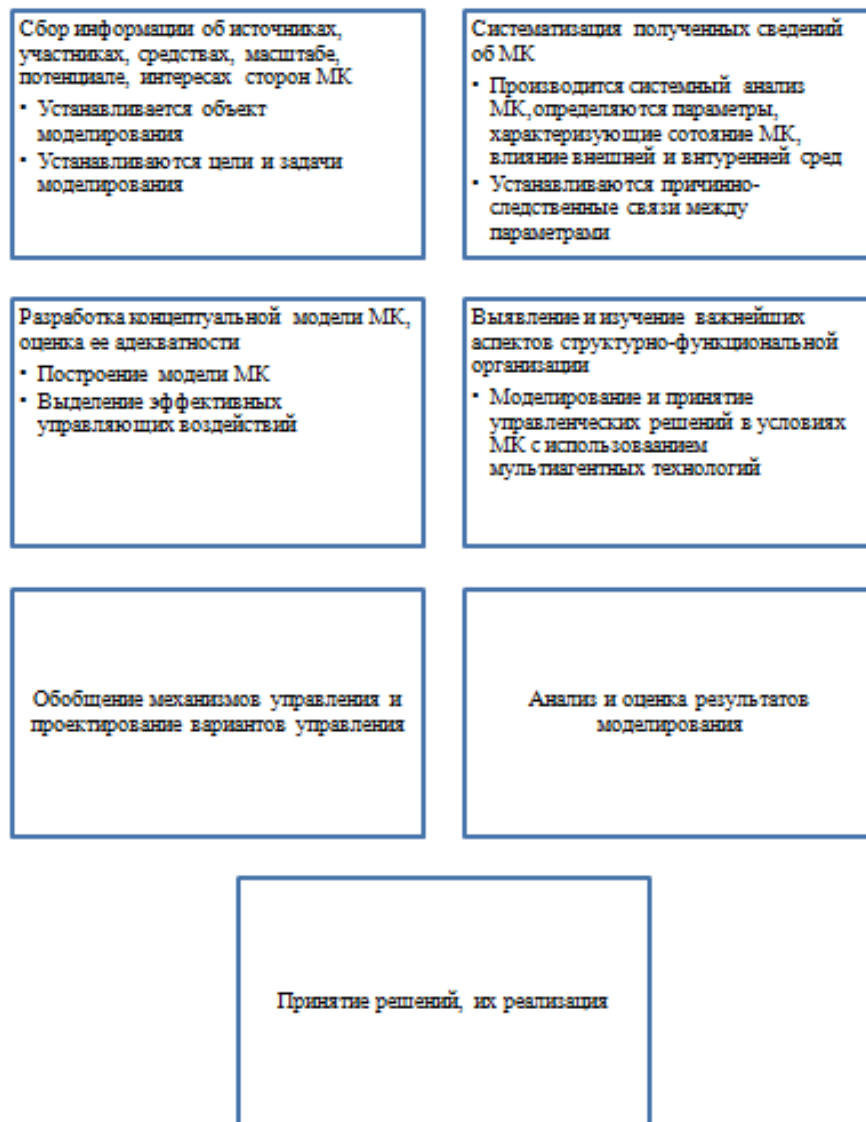 Сбор информации об источниках,
участниках, средствах, масштабе,
потенциале, интересах сторон МК
• Устанавливается объект
моделирования
• Устанавливаются цели и задачи
моделирования
Систематизация полученных сведений
об МК
• Производится системный анализ
МК,определяются параметры,
характеризующие сотояние МК,
влияние внешней и внтуренней сред
• Устанавливаются причинно-
следственные связи между
параметрами
Разработка концептуальной модели МК,
оценка ее адекватности
• Построение модели МК
• Выделение эффективных
управляющих воздействий
Выявление и изучение важнейших
аспектов структурно-функциональной
организации
• Моделирование и принятие
управленческих решений в условиях
МК с использоваанием
мультиагентных технологий
Обобщение механизмов управления и
проектирование вариантов управления
Анализ и оценка результатов
моделирования
Принятие решений, их реализация